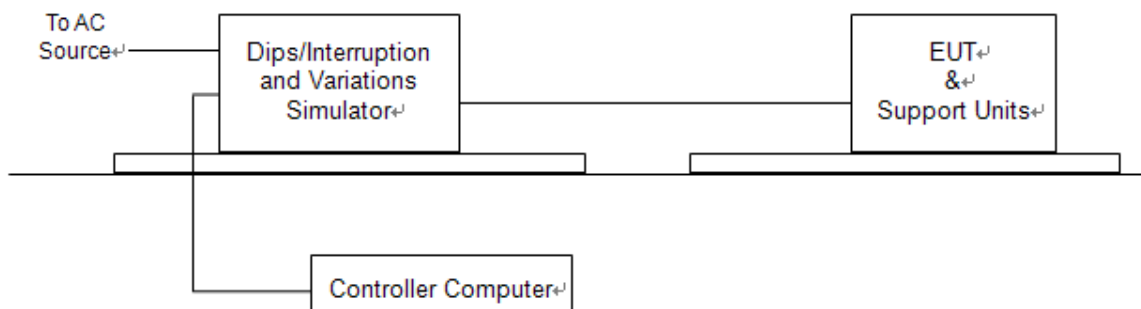 To AC
Source↵
Dips/Interruption
and Variations
Simulator↵
EUT↵
&↵
Support Units↵
Controller Computer↵